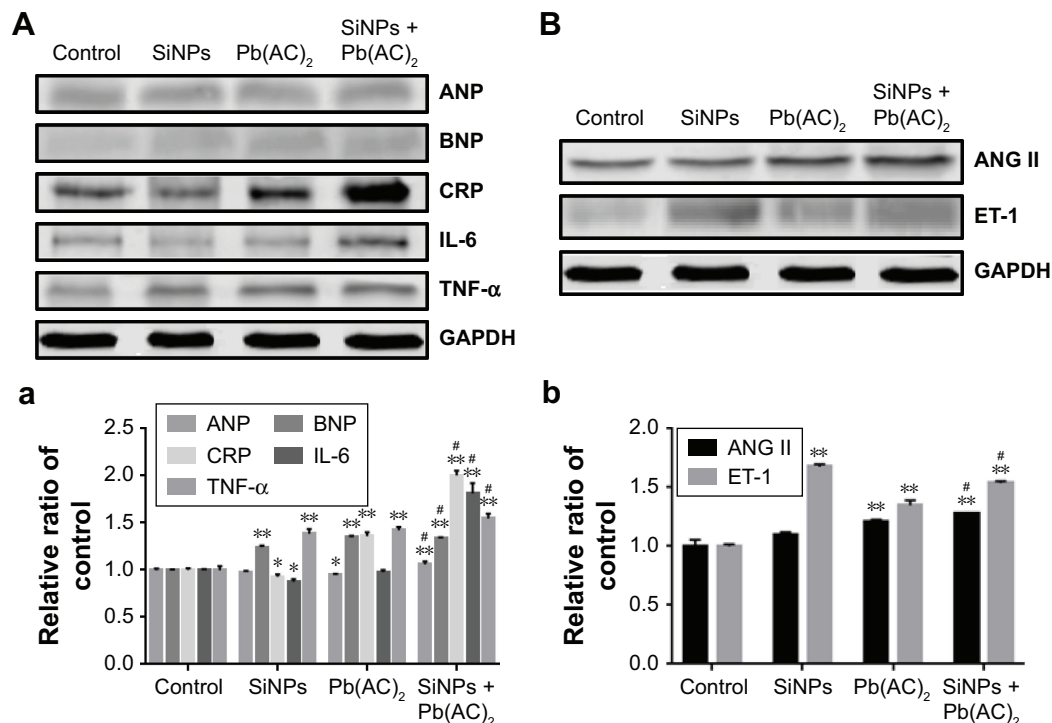 A
Control SiNPs Pb(AC)2 SiNPs +
Pb(AC)2
ANP
BNP
CRP
IL-6
TNF-α
GAPDH
B
Control SiNPs Pb(AC)2 SiNPs +
Pb(AC)2
ANG II
ET-1
GAPDH
a
Relative ratio of
control
2.5
2.0
1.5
1.0
0.5
0.0
ANP BNP
CRP IL-6
TNF-α
** * * **
* ** ** **
# ** # ** # ** # ** # **
Control SiNPs Pb(AC)2 SiNPs +
Pb(AC)2
b
Relative ratio of
control
2.0
1.5
1.0
0.5
0.0
ANG II
ET-1
**
** **
# ** # **
Control SiNPs Pb(AC)2 SiNPs +
Pb(AC)2